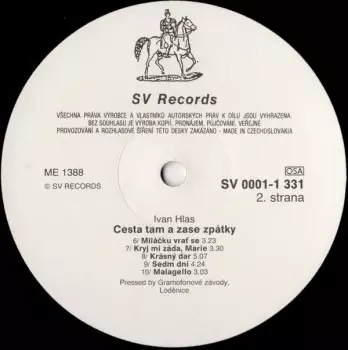 SV Records
VŠECHNA PRÁVA VÝROBCE A VLASTNÍKŮ AUTORSKÝCH PRÁV K DÍLU JSOU VYHRAZENA.
BEZ SOUHLASU JE VÝROBA KOPIÍ, PRONÁJEM, PŮJČOVÁNÍ, VEŘEJNÉ
PROVOZOVÁNÍ A ROZHLASOVÉ ŠÍŘENÍ TÉTO DESKY ZAKÁZÁNO - MADE IN CZECHOSLOVAKIA
ME 1388
© SV RECORDS
OSA
SV 0001-1 331
2. strana
Ivan Hlas
Cesta tam a zase zpátky
6/ Miláčku vrať se 3.23
7/ Kryj mi záda, Marie 3.30
8/ Krásný dar 5.07
9/ Sedm dní 4.24
10/ Malagello 3.03
Pressed by Gramofonové závody,
Loděnice